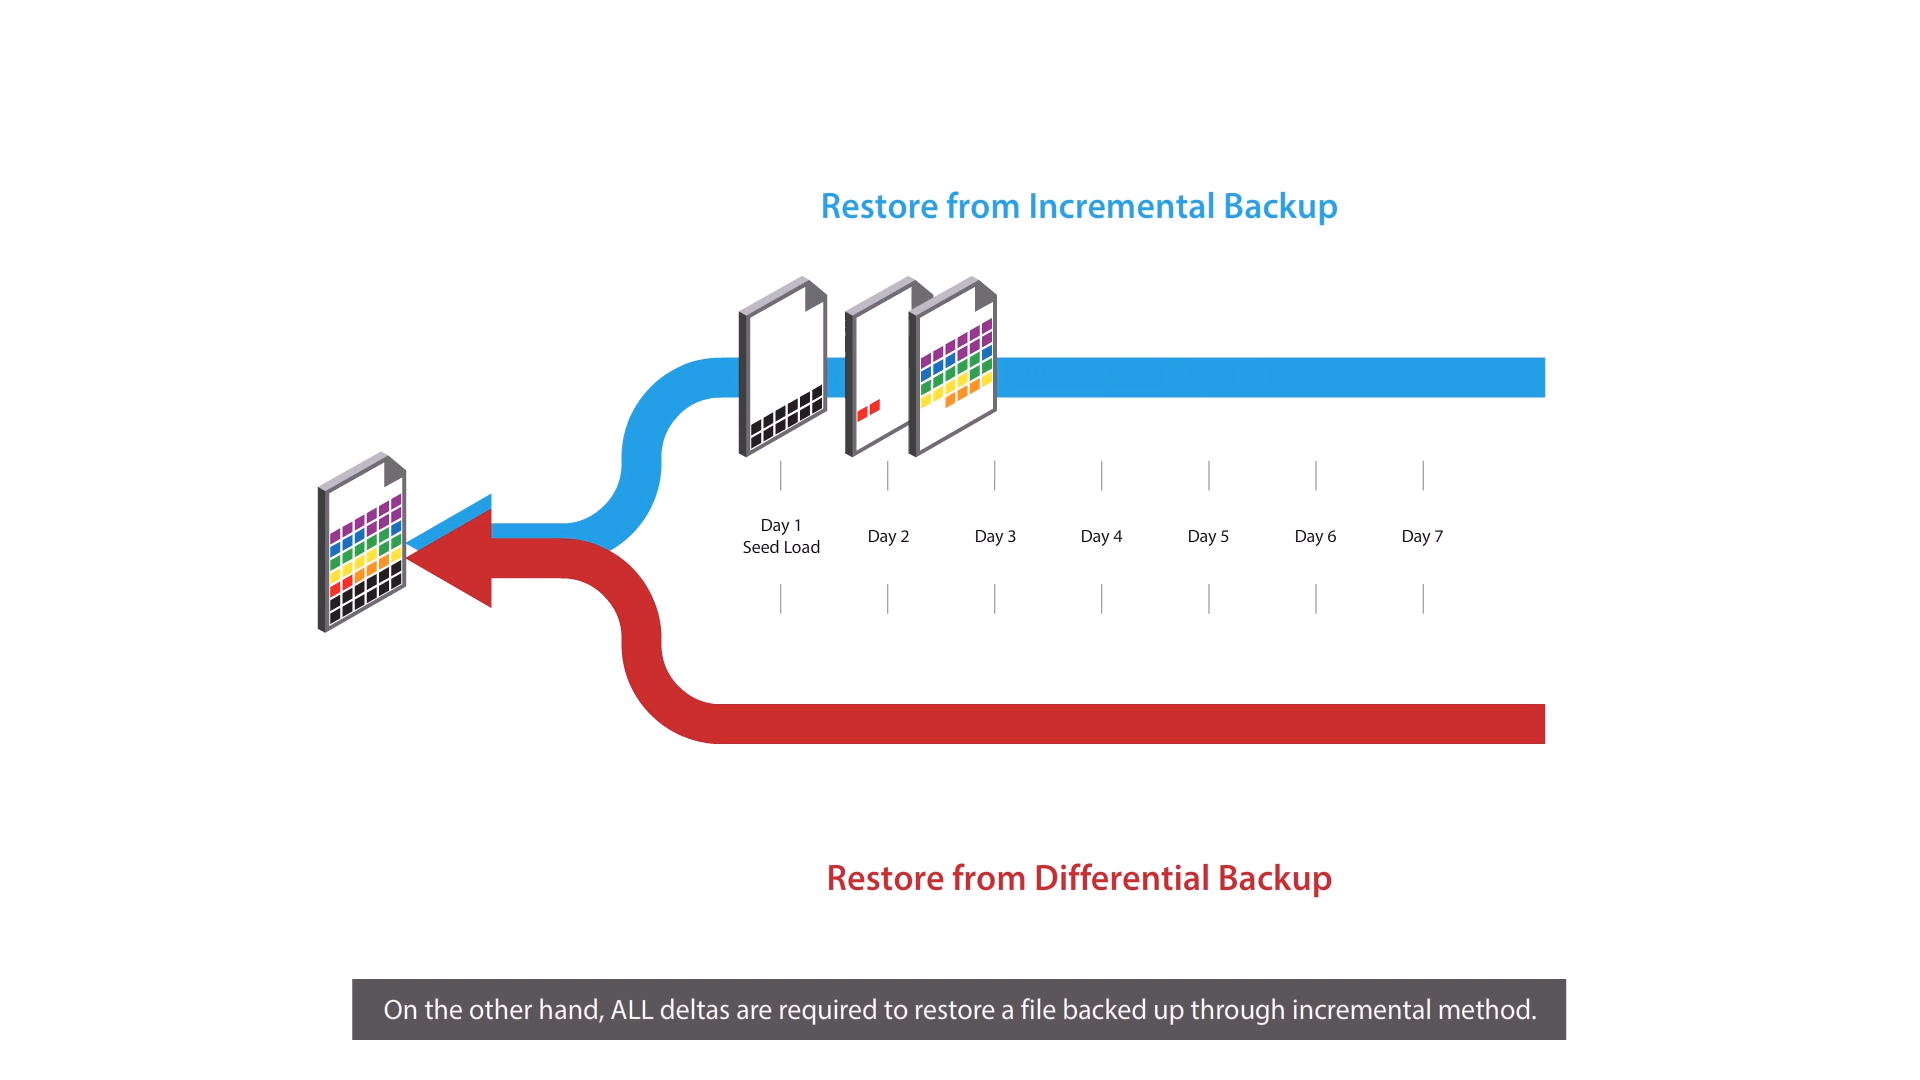 Restore from Incremental Backup
Day 1
Seed Load
Day 2
Day 3
Day 4
Day 5
Day 6
Day 7
Restore from Differential Backup
On the other hand, ALL deltas are required to restore a file backed up through incremental method.